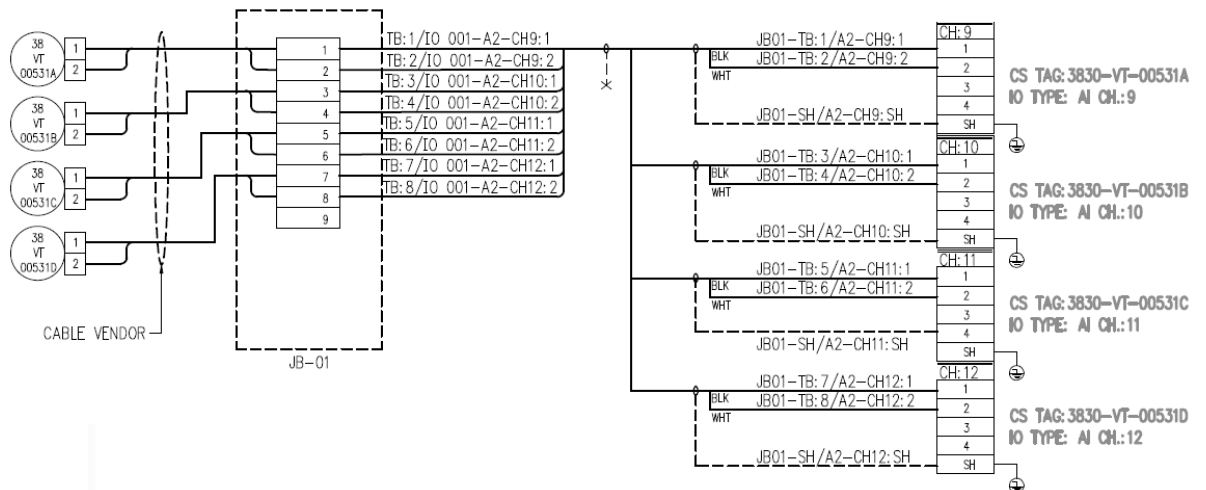 38
VT
00531A
1
2
38
VT
00531B
1
2
38
VT
00531C
1
2
38
VT
00531D
1
2
CABLE VENDOR
1
2
3
4
5
6
7
8
9
JB-01
TB:1/IO 001-A2-CH9:1
TB:2/IO 001-A2-CH9:2
TB:3/IO 001-A2-CH10:1
TB:4/IO 001-A2-CH10:2
TB:5/IO 001-A2-CH11:1
TB:6/IO 001-A2-CH11:2
TB:7/IO 001-A2-CH12:1
TB:8/IO 001-A2-CH12:2
JB01-TB:1/A2-CH9:1
BLK
JB01-TB:2/A2-CH9:2
WHT
JB01-SH/A2-CH9:SH
CH:9
1
2
3
4
SH
CS TAG:3830-VT-00531A
IO TYPE: AI CH.:9
JB01-TB:3/A2-CH10:1
BLK
JB01-TB:4/A2-CH10:2
WHT
JB01-SH/A2-CH10:SH
CH:10
1
2
3
4
SH
CS TAG:3830-VT-00531B
IO TYPE: AI CH.:10
JB01-TB:5/A2-CH11:1
BLK
JB01-TB:6/A2-CH11:2
WHT
JB01-SH/A2-CH11:SH
CH:11
1
2
3
4
SH
CS TAG:3830-VT-00531C
IO TYPE: AI CH.:11
JB01-TB:7/A2-CH12:1
BLK
JB01-TB:8/A2-CH12:2
WHT
JB01-SH/A2-CH12:SH
CH:12
1
2
3
4
SH
CS TAG:3830-VT-00531D
IO TYPE: AI CH.:12